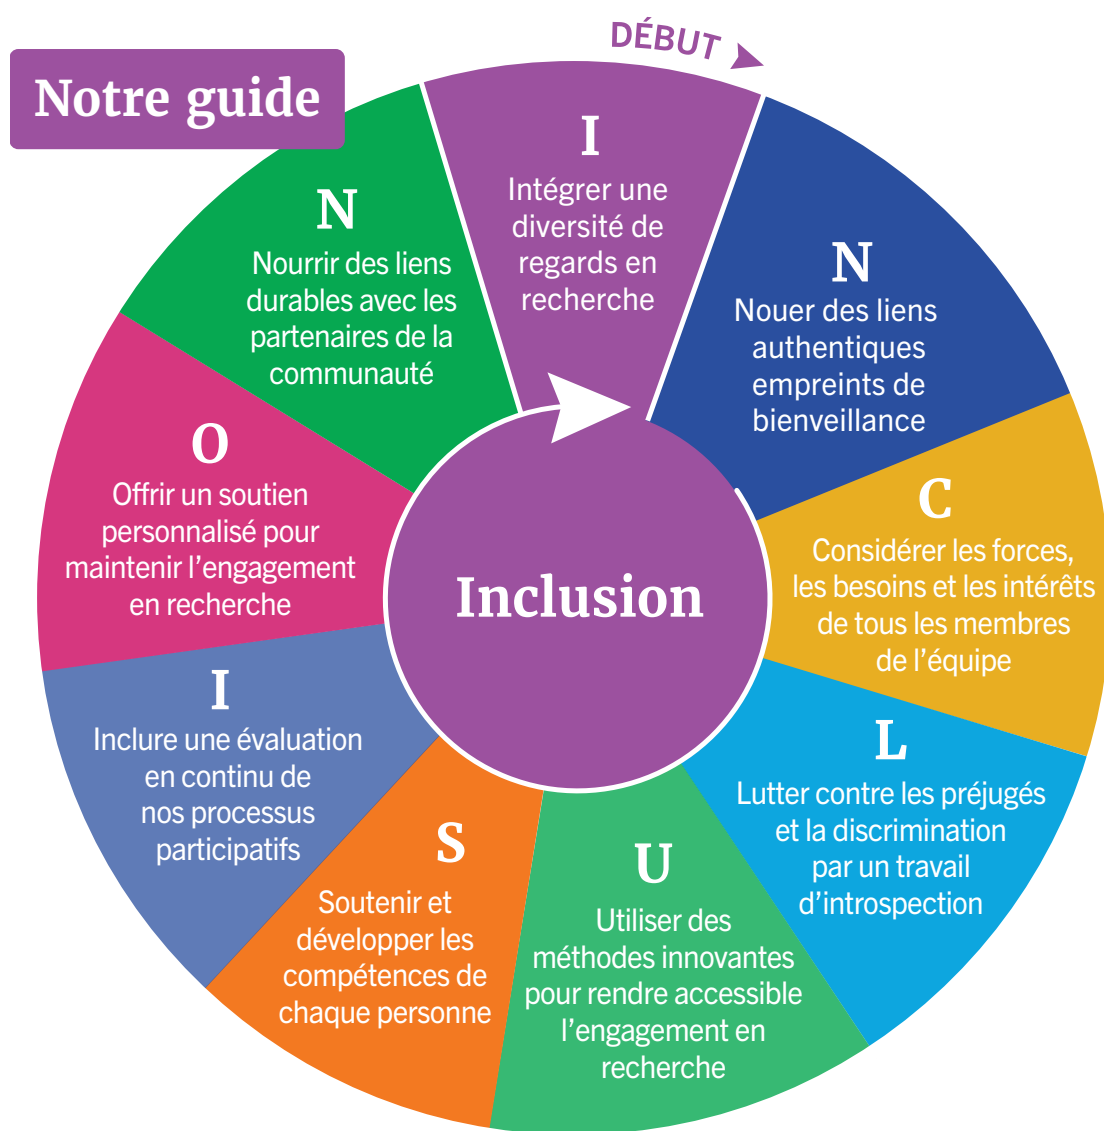 Notre guide
DÉBUT
I
Intégrer une
diversité de
regards en
recherche
N
Nouer des liens
authentiques
empreints de
bienveillance
C
Considérer les forces,
les besoins et les intérêts
de tous les membres
de l'équipe
L
Lutter contre les préjugés
et la discrimination
par un travail
d'introspection
U
Utiliser des
méthodes innovantes
pour rendre accessible
l'engagement en
recherche
S
Soutenir et
développer les
compétences de
chaque personne
I
Inclure une évaluation
en continu de
nos processus
participatifs
O
Offrir un soutien
personnalisé pour
maintenir l'engagement
en recherche
N
Nourrir des liens
durables avec les
partenaires de la
communauté
Inclusion